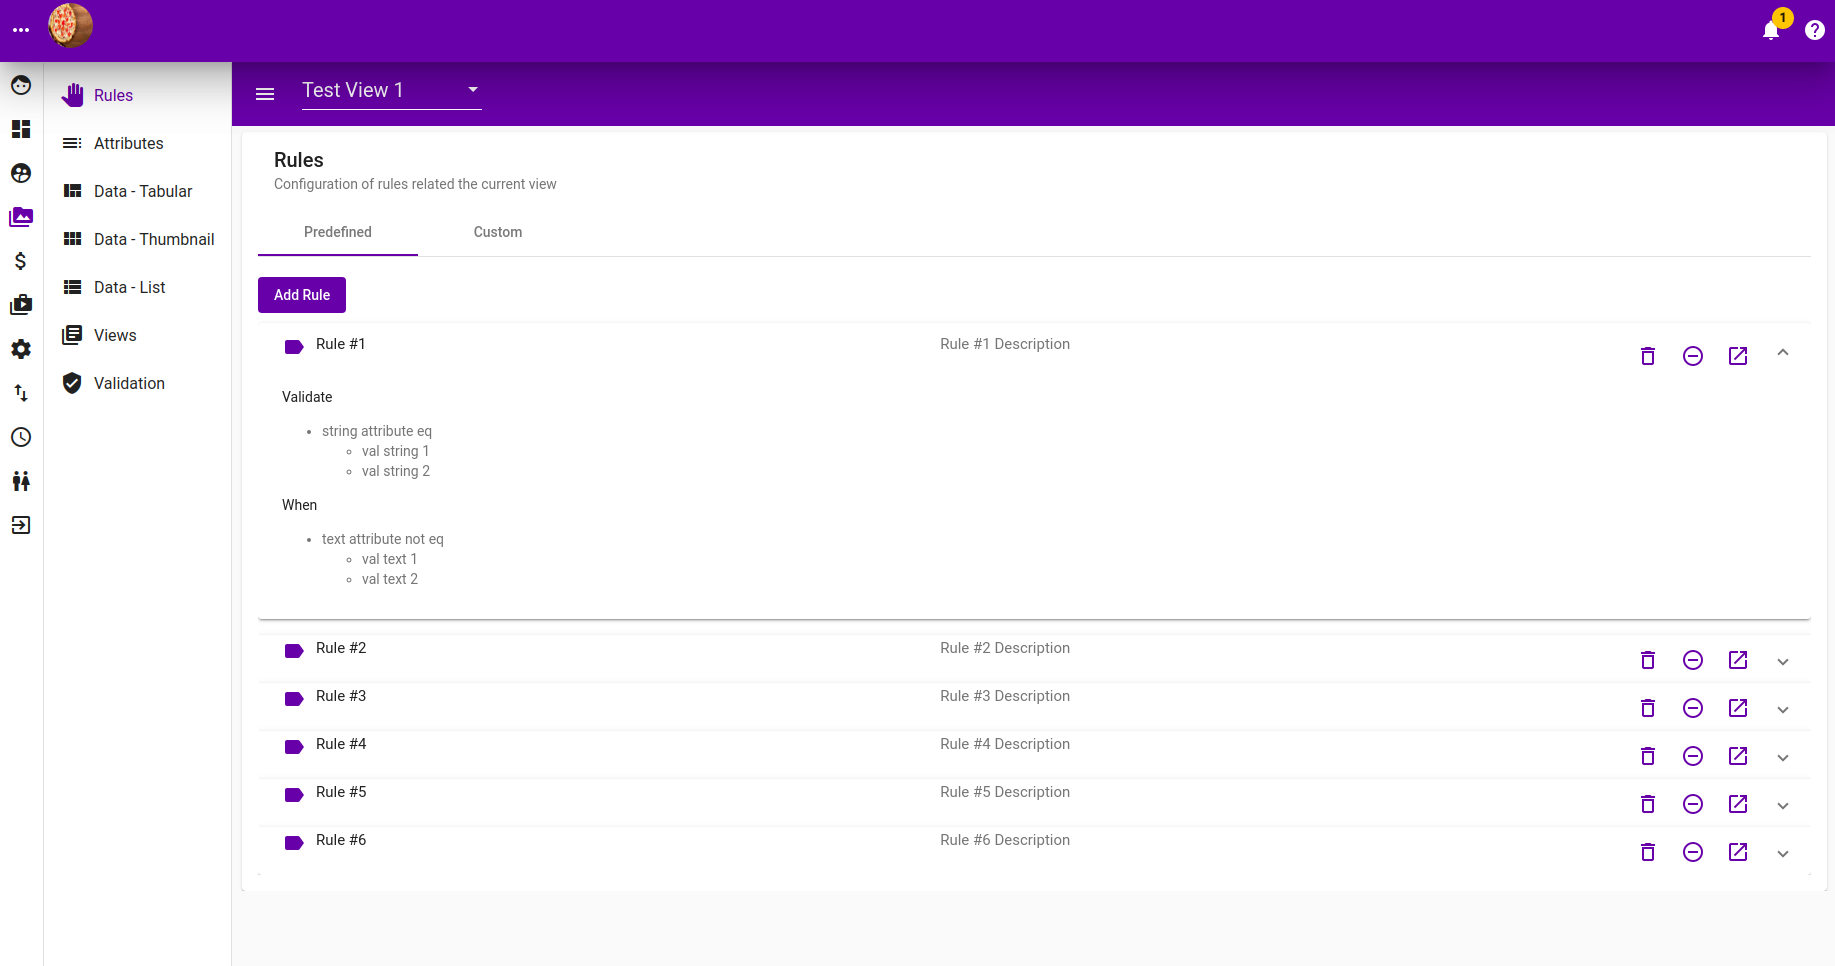 1
Rules
Attributes
Data - Tabular
Data - Thumbnail
Data - List
Views
Validation
Test View 1
Rules
Configuration of rules related the current view
Predefined Custom
Add Rule
Rule #1 Rule #1 Description
Validate
string attribute eq
val string 1
val string 2
When
text attribute not eq
val text 1
val text 2
Rule #2 Rule #2 Description
Rule #3 Rule #3 Description
Rule #4 Rule #4 Description
Rule #5 Rule #5 Description
Rule #6 Rule #6 Description